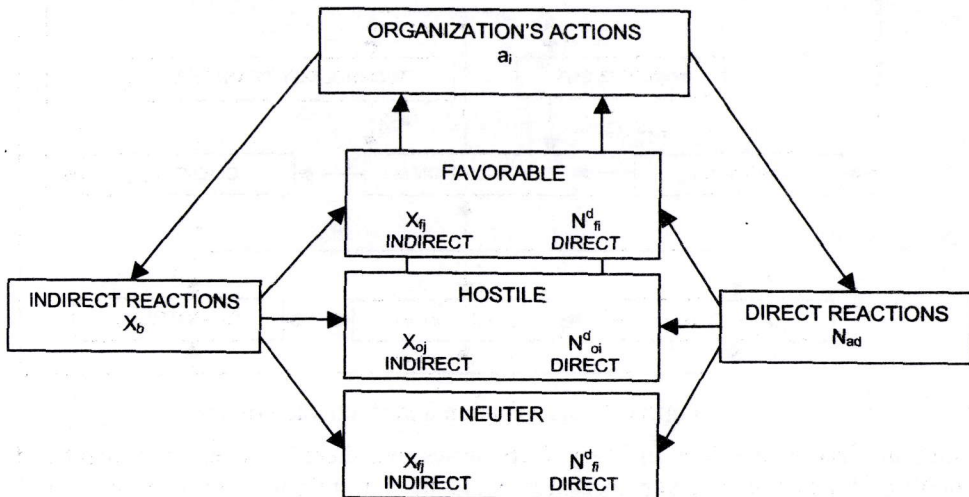 ORGANIZATION'S ACTIONS
aᵢ
FAVORABLE
X_fj N^d_fi
INDIRECT DIRECT
INDIRECT REACTIONS
X_b
HOSTILE
X_oj N^d_oi
INDIRECT DIRECT
DIRECT REACTIONS
N_ad
NEUTER
X_fj N^d_fi
INDIRECT DIRECT